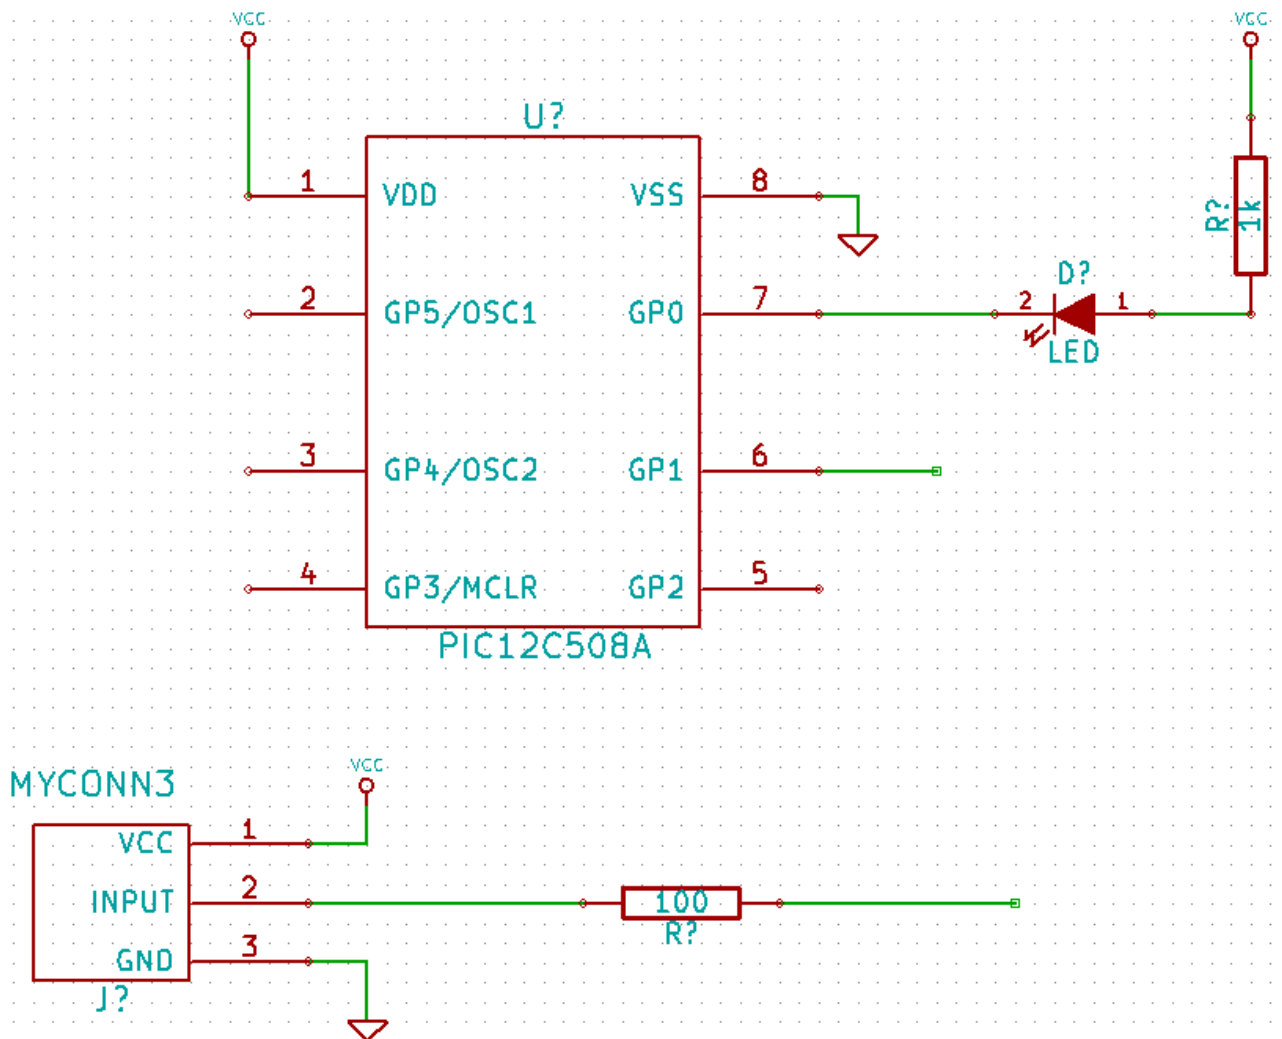 VCC
VCC
U?
1 VDD VSS 8
2 GP5/OSC1 GP0 7
R? 1k
D?
2 1
LED
3 GP4/OSC2 GP1 6
4 GP3/MCLR GP2 5
PIC12C508A
VCC
MYCONN3
VCC 1
INPUT 2
100
R?
GND 3
J?